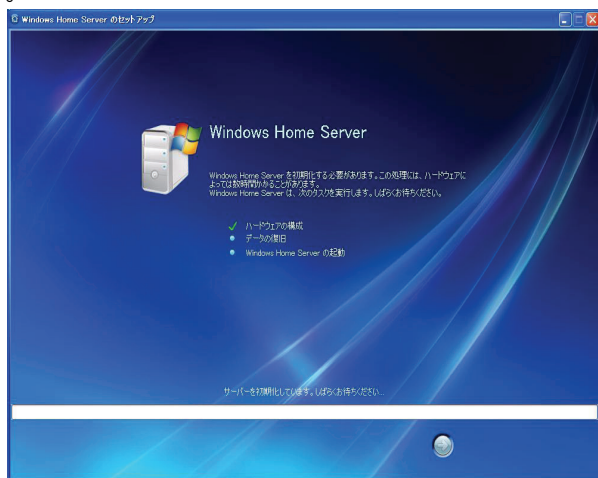 Windows Home Server のセットアップ
Windows Home Server
Windows Home Server を初期化する必要があります。この処理には、ハードウェアに
よっては数時間かかることがあります。
Windows Home Server は、次のタスクを実行します。しばらくお待ちください。
ハードウェアの構成
データの復旧
Windows Home Server の起動
サーバーを初期化しています。しばらくお待ちください...